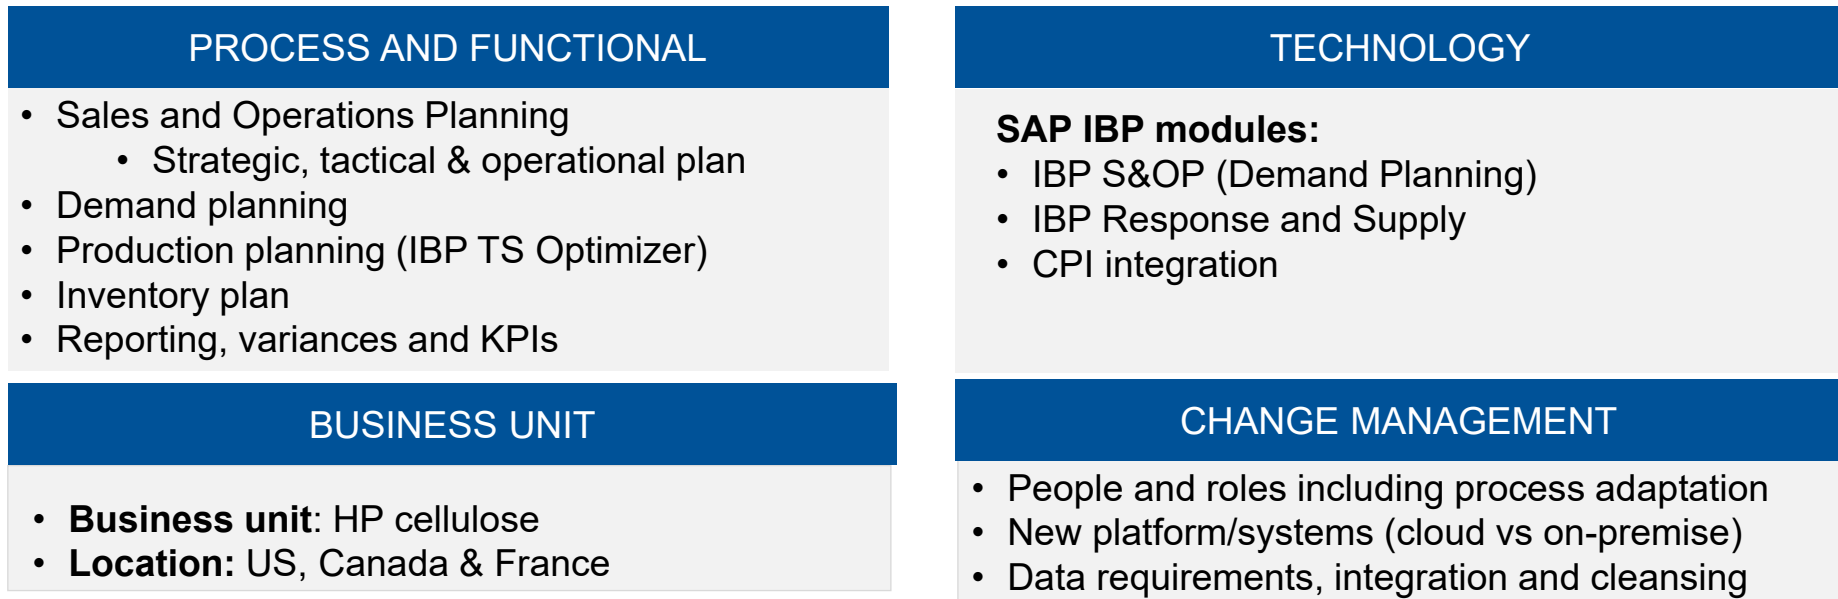 PROCESS AND FUNCTIONAL
• Sales and Operations Planning
• Strategic, tactical & operational plan
• Demand planning
• Production planning (IBP TS Optimizer)
• Inventory plan
• Reporting, variances and KPIs
TECHNOLOGY
SAP IBP modules:
• IBP S&OP (Demand Planning)
• IBP Response and Supply
• CPI integration
BUSINESS UNIT
• Business unit: HP cellulose
• Location: US, Canada & France
CHANGE MANAGEMENT
• People and roles including process adaptation
• New platform/systems (cloud vs on-premise)
• Data requirements, integration and cleansing